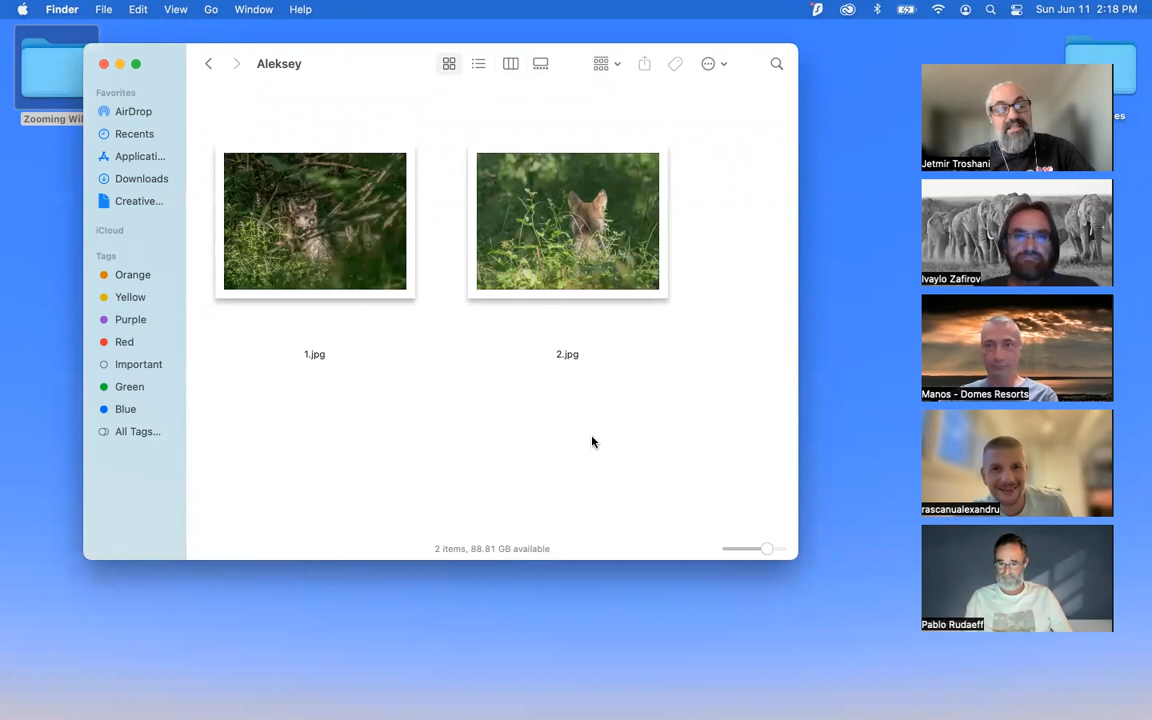 Finder File Edit View Go Window Help Sun Jun 11 2:18 PM
Zooming Wil
Aleksey
Favorites
AirDrop
Recents
Applicati...
Downloads
Creative...
iCloud
Tags
Orange
Yellow
Purple
Red
Important
Green
Blue
All Tags...
1.jpg 2.jpg
2 items, 88.81 GB available
es
Jetmir Troshani
Ivaylo Zafirov
Manos - Domes Resorts
rascanualexandru
Pablo Rudaeff